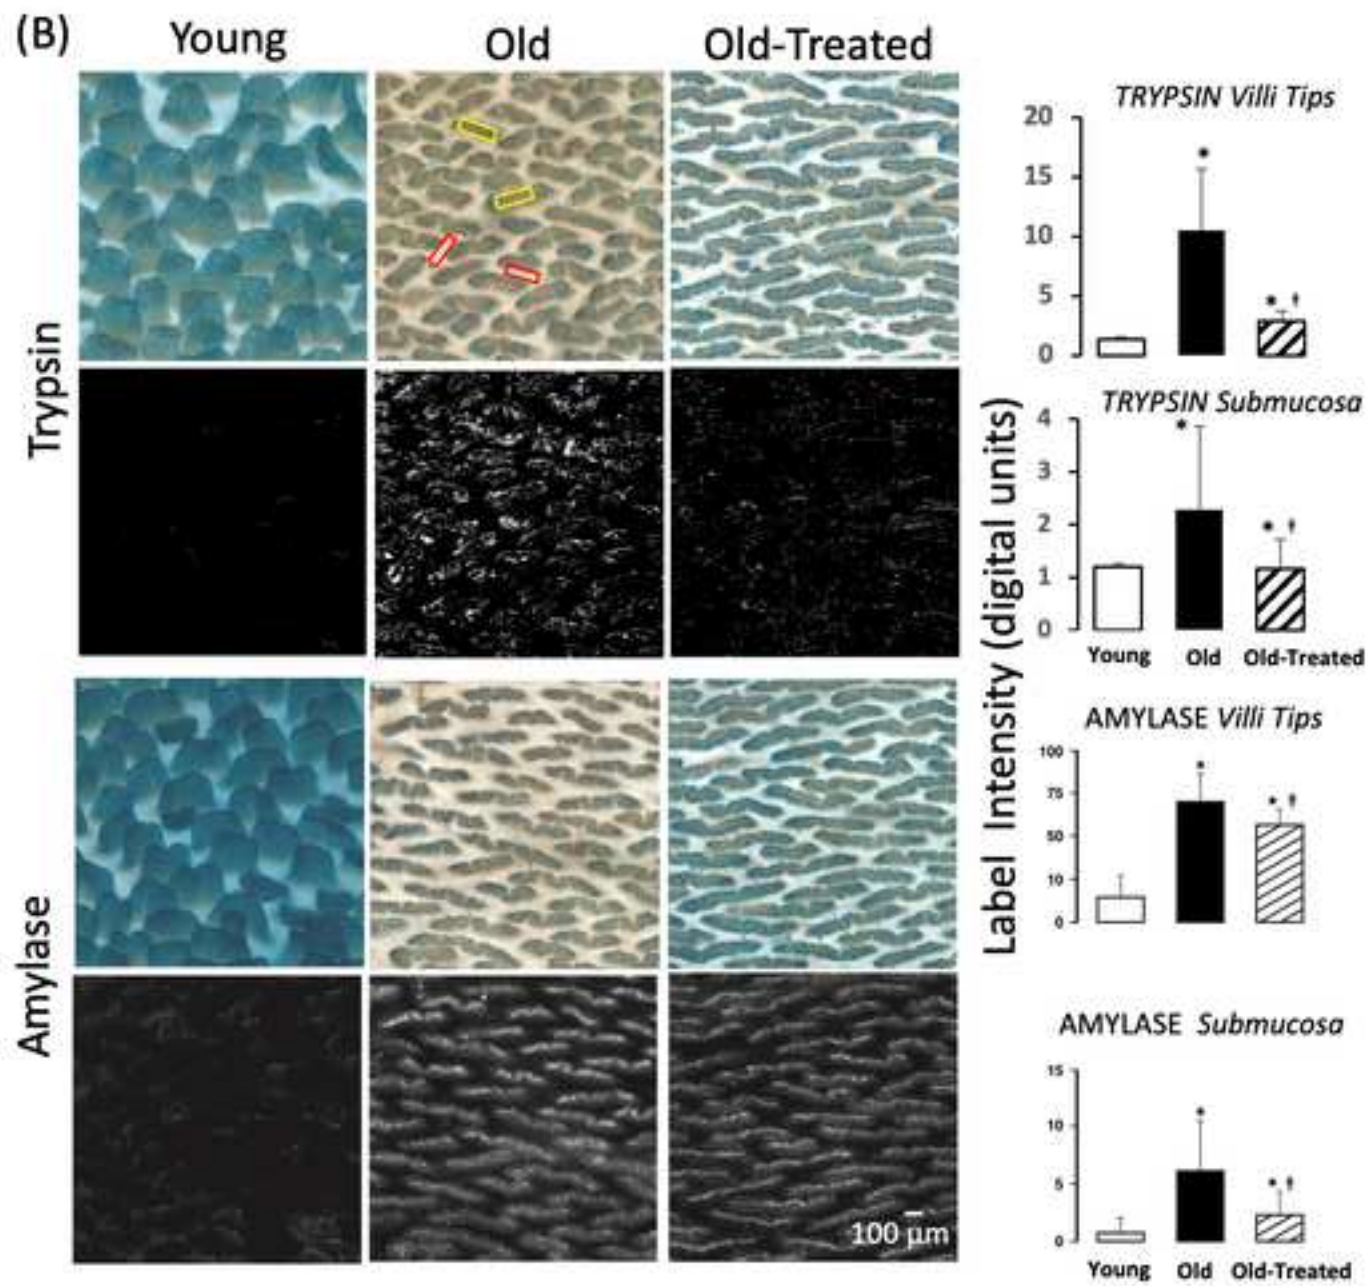 (B)
Young
Old
Old-Treated
Trypsin
Amylase
100 µm
Label Intensity (digital units)
TRYPSIN Villi Tips
20
15
10
5
0
*
* †
TRYPSIN Submucosa
4
3
2
1
0
*
* †
Young Old Old-Treated
AMYLASE Villi Tips
100
75
50
10
0
*
* †
AMYLASE Submucosa
15
10
5
0
*
* †
Young Old Old-Treated